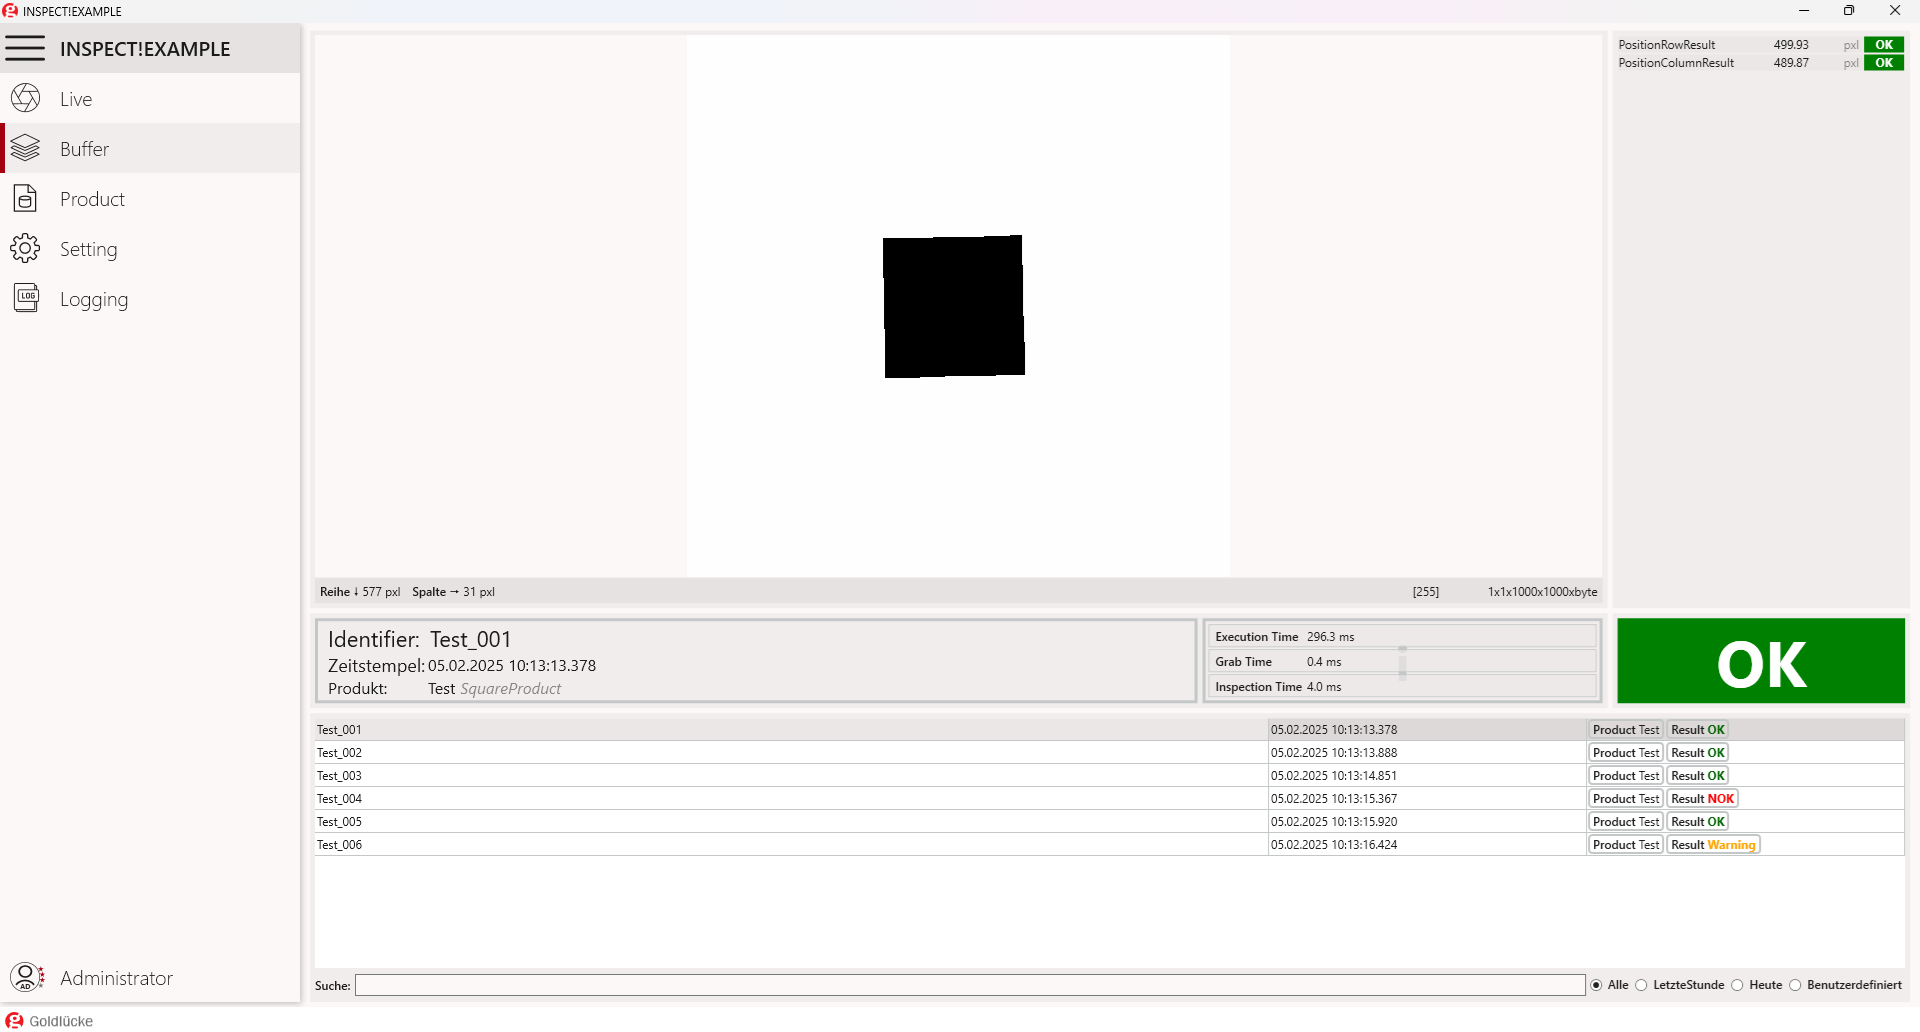 INSPECT!EXAMPLE
INSPECT!EXAMPLE
Live
Buffer
Product
Setting
LOG
Logging
PositionRowResult 499.93 pxl OK
PositionColumnResult 489.87 pxl OK
Reihe ↓ 577 pxl Spalte → 31 pxl [255] 1x1x1000x1000xbyte
Identifier: Test_001
Zeitstempel: 05.02.2025 10:13:13.378
Produkt: Test SquareProduct
Execution Time 296.3 ms
Grab Time 0.4 ms
Inspection Time 4.0 ms
OK
Test_001 05.02.2025 10:13:13.378 Product Test Result OK
Test_002 05.02.2025 10:13:13.888 Product Test Result OK
Test_003 05.02.2025 10:13:14.851 Product Test Result OK
Test_004 05.02.2025 10:13:15.367 Product Test Result NOK
Test_005 05.02.2025 10:13:15.920 Product Test Result OK
Test_006 05.02.2025 10:13:16.424 Product Test Result Warning
AD
Administrator
Suche: Alle LetzteStunde Heute Benutzerdefiniert
Goldlücke